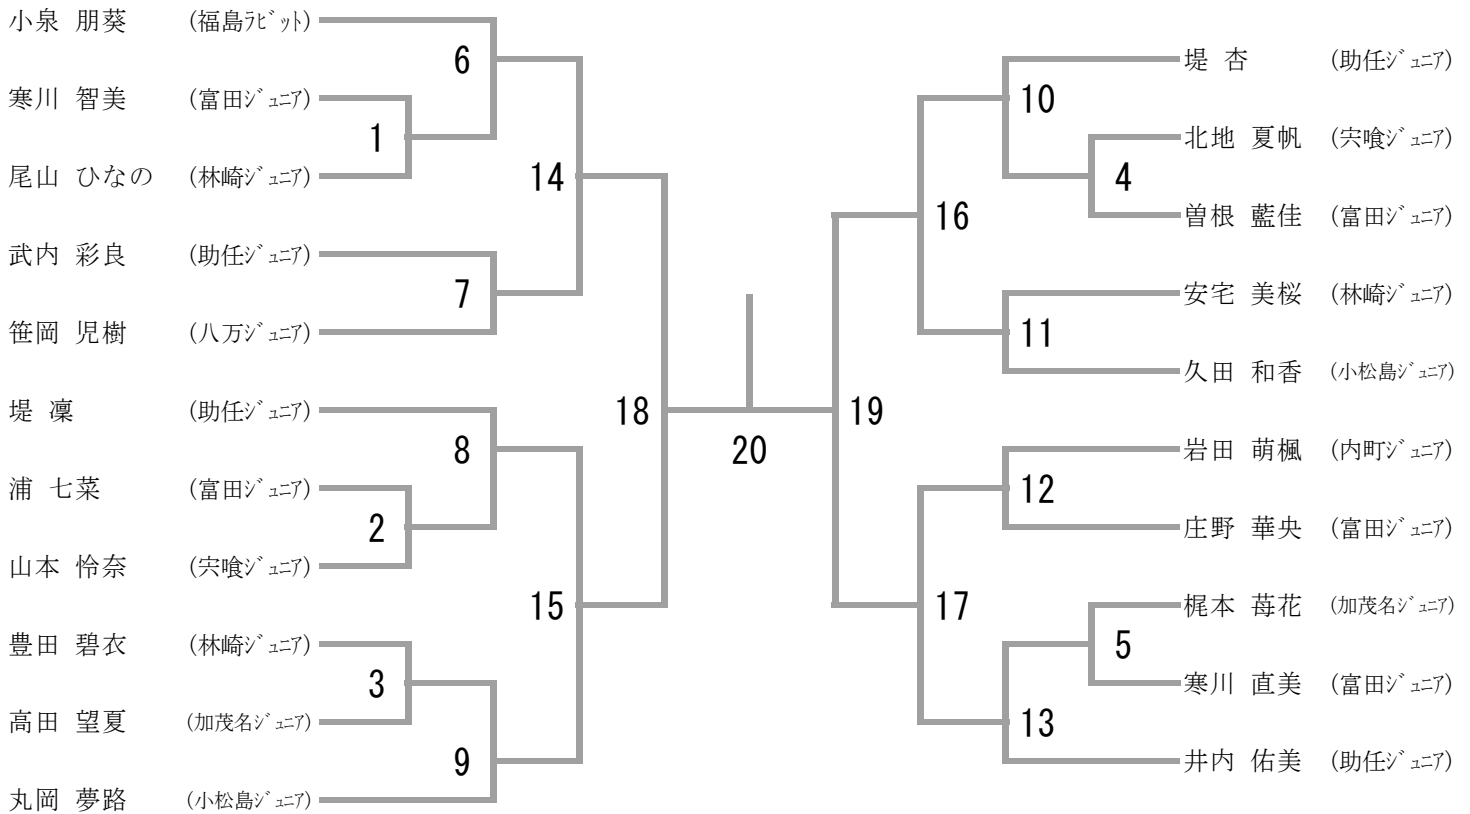 小泉 朋葵 (福島ﾗﾋﾞｯﾄ)
6
寒川 智美 (富田ｼﾞｭﾆｱ)
1
尾山 ひなの (林崎ｼﾞｭﾆｱ)
14
武内 彩良 (助任ｼﾞｭﾆｱ)
7
笹岡 児樹 (八万ｼﾞｭﾆｱ)
18
堤 凜 (助任ｼﾞｭﾆｱ)
8
浦 七菜 (富田ｼﾞｭﾆｱ)
2
山本 怜奈 (宍喰ｼﾞｭﾆｱ)
15
豊田 碧衣 (林崎ｼﾞｭﾆｱ)
3
高田 望夏 (加茂名ｼﾞｭﾆｱ)
9
丸岡 夢路 (小松島ｼﾞｭﾆｱ)
20
堤 杏 (助任ｼﾞｭﾆｱ)
10
北地 夏帆 (宍喰ｼﾞｭﾆｱ)
4
曽根 藍佳 (富田ｼﾞｭﾆｱ)
16
安宅 美桜 (林崎ｼﾞｭﾆｱ)
11
久田 和香 (小松島ｼﾞｭﾆｱ)
19
岩田 萌楓 (内町ｼﾞｭﾆｱ)
12
庄野 華央 (富田ｼﾞｭﾆｱ)
17
梶本 苺花 (加茂名ｼﾞｭﾆｱ)
5
寒川 直美 (富田ｼﾞｭﾆｱ)
13
井内 佑美 (助任ｼﾞｭﾆｱ)